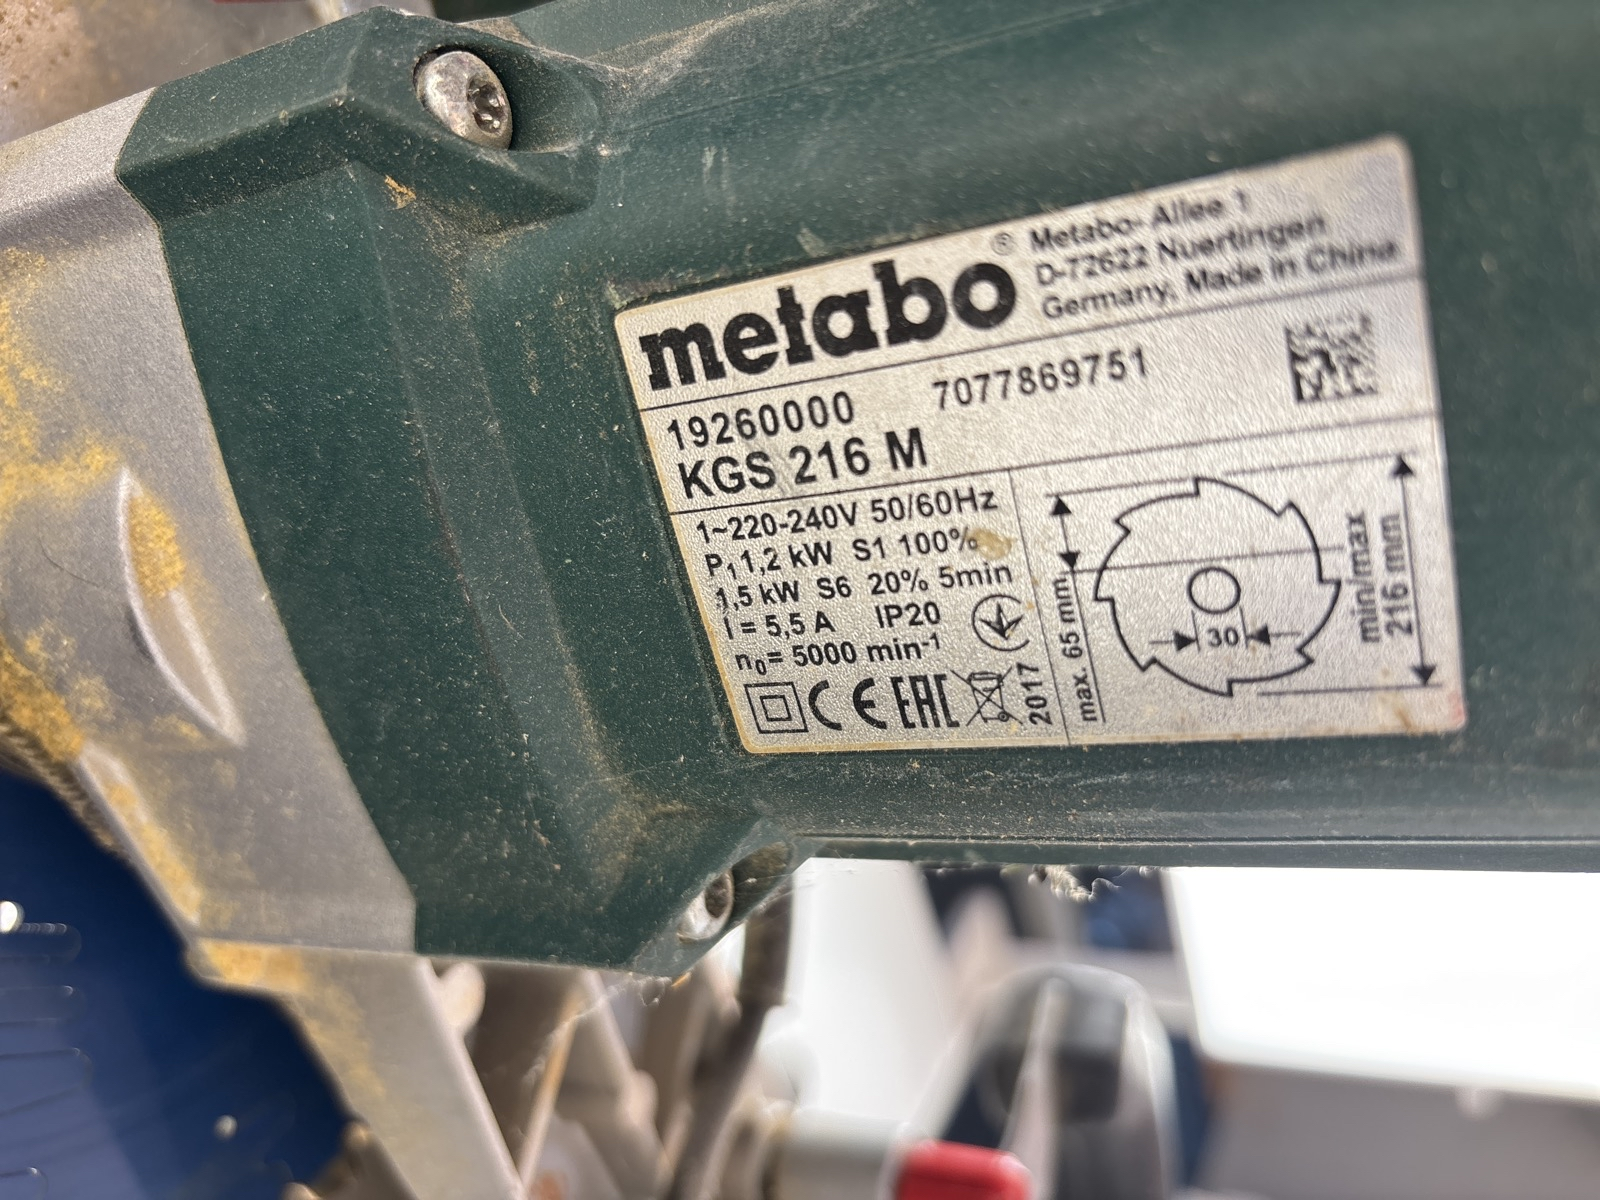 metabo®
Metabo- Allee 1
D-72622 Nuertingen
Germany, Made in China
19260000 7077869751
KGS 216 M
1~220-240V 50/60Hz
P₁ 1,2 kW S1 100%
1,5 kW S6 20% 5min
I = 5,5 A IP20
n₀= 5000 min⁻¹
CE EAC
2017
max. 65 mm
30
min/max
216 mm